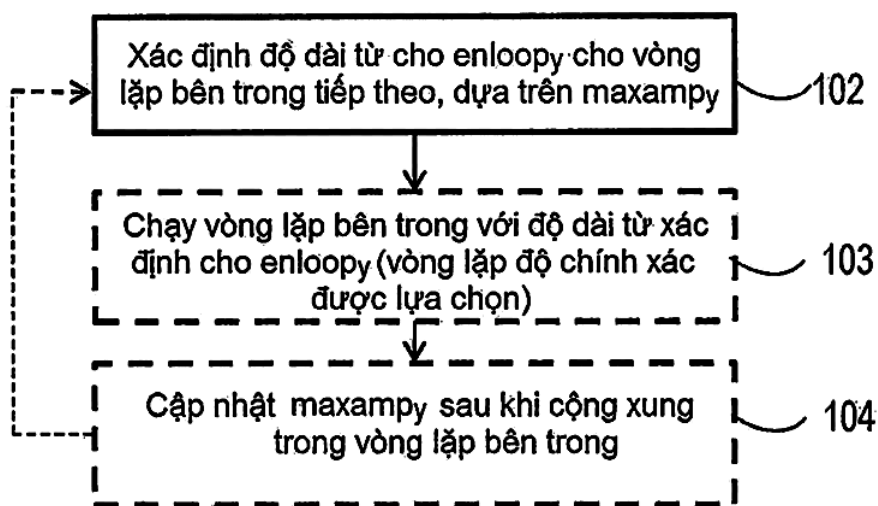 Xác định độ dài từ cho enloopy cho vòng
lặp bên trong tiếp theo, dựa trên maxampy
102
Chạy vòng lặp bên trong với độ dài từ xác
định cho enloopy (vòng lặp độ chính xác
được lựa chọn)
103
Cập nhật maxampy sau khi cộng xung
trong vòng lặp bên trong
104